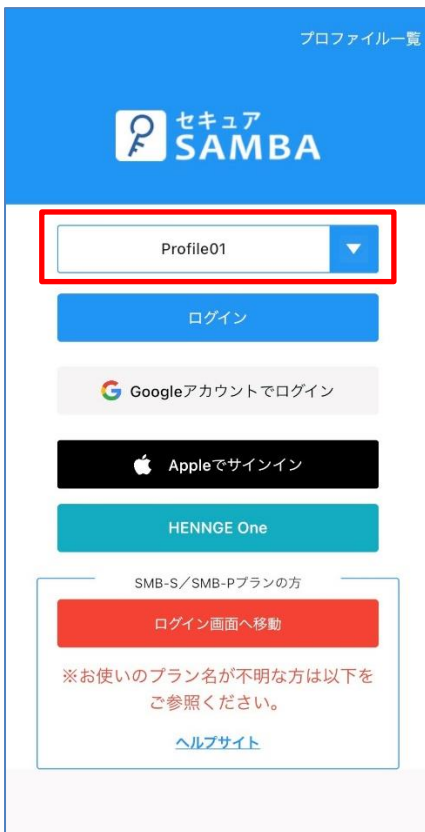 プロファイル一覧
セキュア
SAMBA
Profile01
ログイン
Googleアカウントでログイン
Appleでサインイン
HENNGE One
SMB-S／SMB-Pプランの方
ログイン画面へ移動
※お使いのプラン名が不明な方は以下を
ご参照ください。
ヘルプサイト